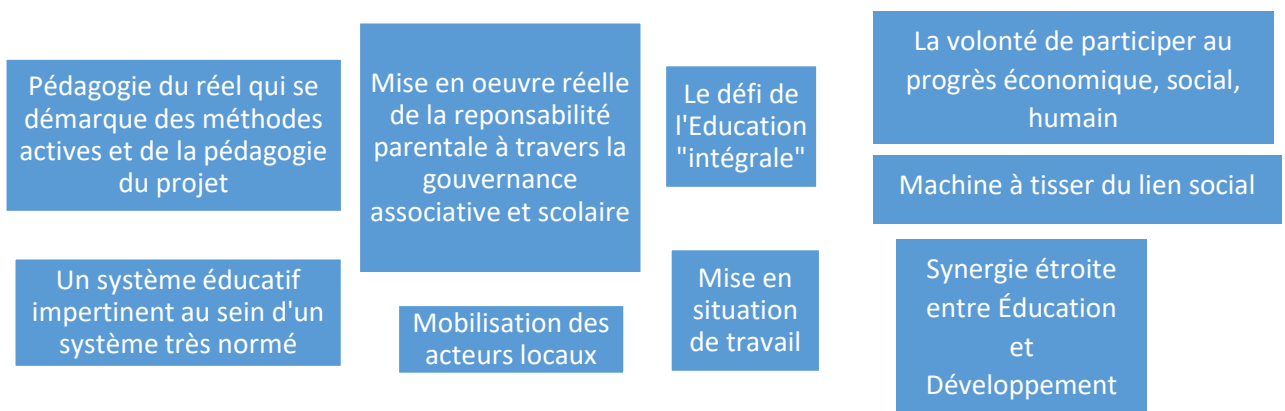 Pédagogie du réel qui se
démarque des méthodes
actives et de la pédagogie
du projet
Un système éducatif
impertinent au sein d'un
système très normé
Mise en oeuvre réelle
de la reponsabilité
parentale à travers la
gouvernance
associative et scolaire
Mobilisation des
acteurs locaux
Le défi de
l'Education
"intégrale"
Mise en
situation
de travail
La volonté de participer au
progrès économique, social,
humain
Machine à tisser du lien social
Synergie étroite
entre Éducation
et
Développement